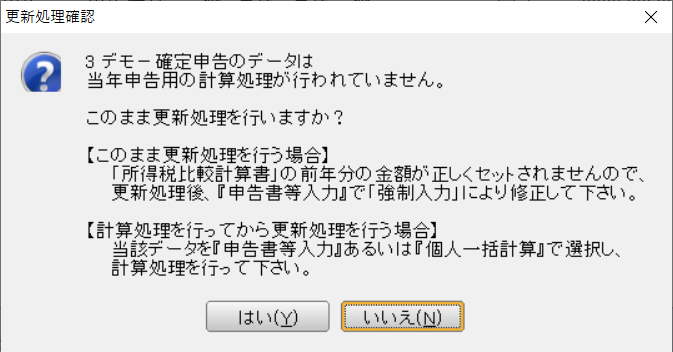 更新処理確認
3 デモー確定申告のデータは
当年申告用の計算処理が行われていません。
このまま更新処理を行いますか？
【このまま更新処理を行う場合】
「所得税比較計算書」の前年分の金額が正しくセットされませんので、
更新処理後、『申告書等入力』で「強制入力」により修正して下さい。
【計算処理を行ってから更新処理を行う場合】
当該データを『申告書等入力』あるいは『個人一括計算』で選択し、
計算処理を行って下さい。
はい(Y) いいえ(N)